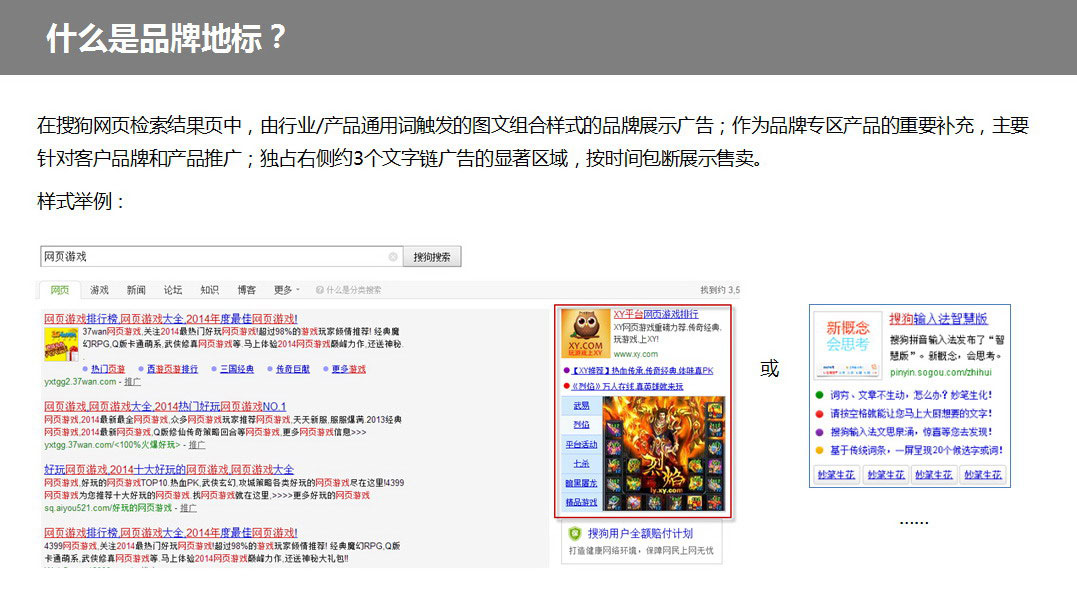 什么是品牌地标？
在搜狗网页检索结果页中，由行业/产品通用词触发的图文组合样式的品牌展示广告；作为品牌专区产品的重要补充，主要
针对客户品牌和产品推广；独占右侧约3个文字链广告的显著区域，按时间包断展示售卖。
样式举例：
网页游戏 搜狗搜索
网页 游戏 新闻 论坛 知识 博客 更多 什么是分类搜索 找到约 3,5
网页游戏排行榜,网页游戏大全,2014年度最佳网页游戏!
37wan网页游戏,关注2014最热门好玩网页游戏!超过98%的游戏玩家倾情推荐! 经典魔
幻RPG,Q版卡通萌系,武侠修真网页游戏等.马上体验2014网页游戏巅峰力作,还送神秘
热门页游 西游页游排行 三国经典 传奇巨献 更多游戏
yxtgg2.37wan.com - 推广
网页游戏,网页游戏大全,2014热门好玩网页游戏NO.1
网页游戏,2014最新最全网页游戏,众多网页游戏玩家推荐网页游戏,天天新服,服服爆满.2013经典
网页游戏,2014最新网页游戏,Q版修仙传奇策略回合等网页游戏,更多网页游戏信息>>>
yxtgg.37wan.com/<100%火爆好玩> - 推广
好玩网页游戏,2014十大好玩的网页游戏,网页游戏大全
网页游戏,好玩的网页游戏TOP10.热血PK,武侠玄幻,攻城策略各类好玩的网页游戏尽在这里!4399
网页游戏为您推荐十大好玩的网页游戏.找网页游戏就在这里.>>>>更多好玩的网页游戏
sq.aiyou521.com/好玩的网页游戏 - 推广
网页游戏排行榜,网页游戏大全,2014年度最佳网页游戏!
4399网页游戏,关注2014最热门好玩网页游戏!超过98%的游戏玩家倾情推荐! 经典魔幻RPG,Q版
卡通萌系,武侠修真网页游戏等.马上体验2014网页游戏巅峰力作,还送神秘大礼包!!
XY.COM
玩游戏上XY
XY平台网页游戏排行
XY网页游戏重磅力荐.传奇经典.
玩游戏,上XY!
www.xy.com
【XY推荐】热血传承,传奇经典,体味真PK
《烈焰》万人在线,真英雄就来玩
武易
烈焰
平台活动
七杀
暗黑屠龙
精品游戏
烈焰
ly.xy.com
搜狗用户全额赔付计划
打造健康网络环境，保障网民上网无忧
或
新概念
会思考
搜狗输入法智慧版
搜狗拼音输入法发布了“智
慧版”。新概念，会思考。
pinyin.sogou.com/zhihui
词穷、文章不生动，怎么办？妙笔生花！
请按空格就能让您马上大厨想要的文字！
搜狗输入法文思泉涌，惊喜等您去发现！
基于传统词条，一屏呈现20个候选字或词！
妙笔生花 妙笔生花 妙笔生花 妙笔生花
······